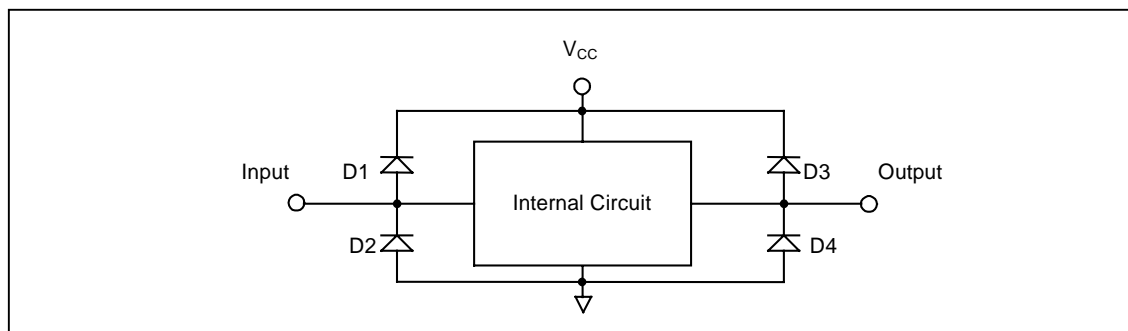 VCC
Input
D1
D3
Output
Internal Circuit
D2
D4